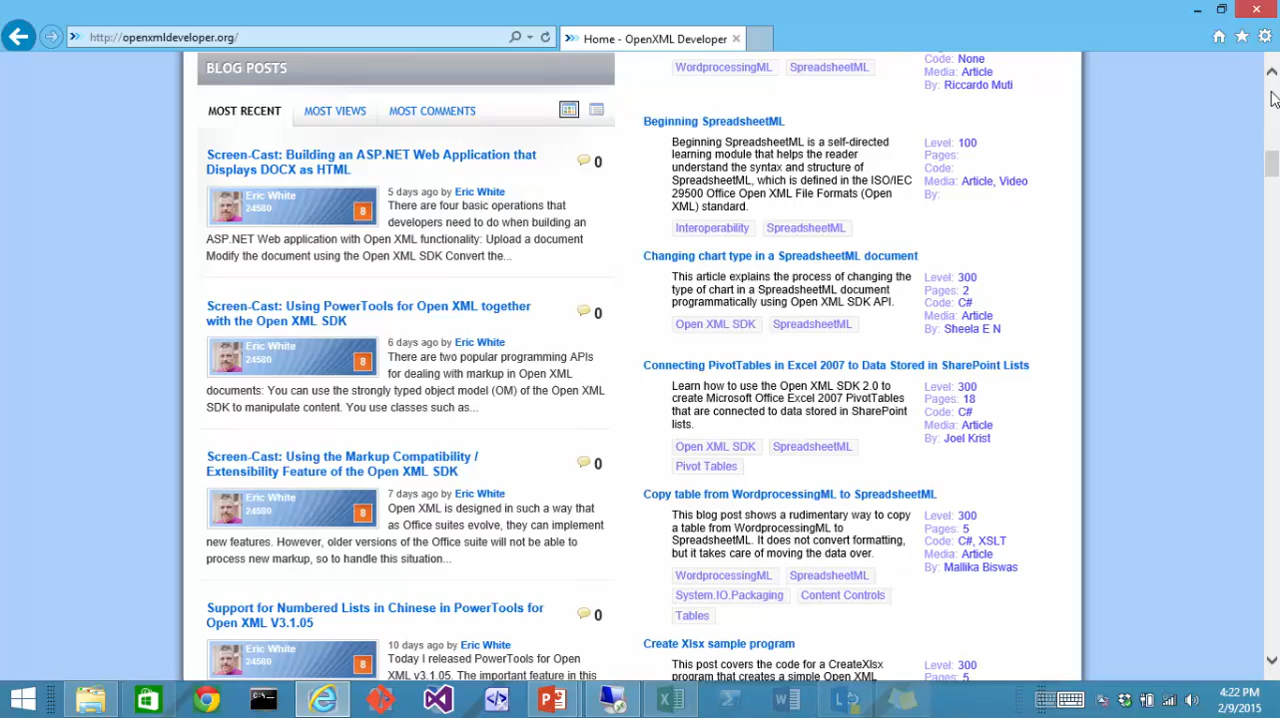 http://openxmldeveloper.org/
Home - OpenXML Developer
BLOG POSTS
MOST RECENT
MOST VIEWS
MOST COMMENTS
Screen-Cast: Building an ASP.NET Web Application that
Displays DOCX as HTML
0
Eric White
24580
8
5 days ago by Eric White
There are four basic operations that
developers need to do when building an
ASP.NET Web application with Open XML functionality: Upload a document
Modify the document using the Open XML SDK Convert the...
Screen-Cast: Using PowerTools for Open XML together
with the Open XML SDK
0
Eric White
24580
8
6 days ago by Eric White
There are two popular programming APIs
for dealing with markup in Open XML
documents: You can use the strongly typed object model (OM) of the Open XML
SDK to manipulate content. You use classes such as...
Screen-Cast: Using the Markup Compatibility /
Extensibility Feature of the Open XML SDK
0
Eric White
24580
8
7 days ago by Eric White
Open XML is designed in such a way that
as Office suites evolve, they can implement
new features. However, older versions of the Office suite will not be able to
process new markup, so to handle this situation...
Support for Numbered Lists in Chinese in PowerTools for
Open XML V3.1.05
0
Eric White
24580
8
10 days ago by Eric White
Today I released PowerTools for Open
XML v3.1.05. The important feature in this
WordprocessingML
SpreadsheetML
Code: None
Media: Article
By: Riccardo Muti
Beginning SpreadsheetML
Beginning SpreadsheetML is a self-directed
learning module that helps the reader
understand the syntax and structure of
SpreadsheetML, which is defined in the ISO/IEC
29500 Office Open XML File Formats (Open
XML) standard.
Interoperability
SpreadsheetML
Level: 100
Pages:
Code:
Media: Article, Video
By:
Changing chart type in a SpreadsheetML document
This article explains the process of changing the
type of chart in a SpreadsheetML document
programmatically using Open XML SDK API.
Open XML SDK
SpreadsheetML
Level: 300
Pages: 2
Code: C#
Media: Article
By: Sheela E N
Connecting PivotTables in Excel 2007 to Data Stored in SharePoint Lists
Learn how to use the Open XML SDK 2.0 to
create Microsoft Office Excel 2007 PivotTables
that are connected to data stored in SharePoint
lists.
Open XML SDK
SpreadsheetML
Pivot Tables
Level: 300
Pages: 18
Code: C#
Media: Article
By: Joel Krist
Copy table from WordprocessingML to SpreadsheetML
This blog post shows a rudimentary way to copy
a table from WordprocessingML to
SpreadsheetML. It does not convert formatting,
but it takes care of moving the data over.
WordprocessingML
SpreadsheetML
System.IO.Packaging
Content Controls
Tables
Level: 300
Pages: 5
Code: C#, XSLT
Media: Article
By: Mallika Biswas
Create Xlsx sample program
This post covers the code for a CreateXlsx
program that creates a simple Open XML
Level: 300
Pages: 5
4:22 PM
2/9/2015